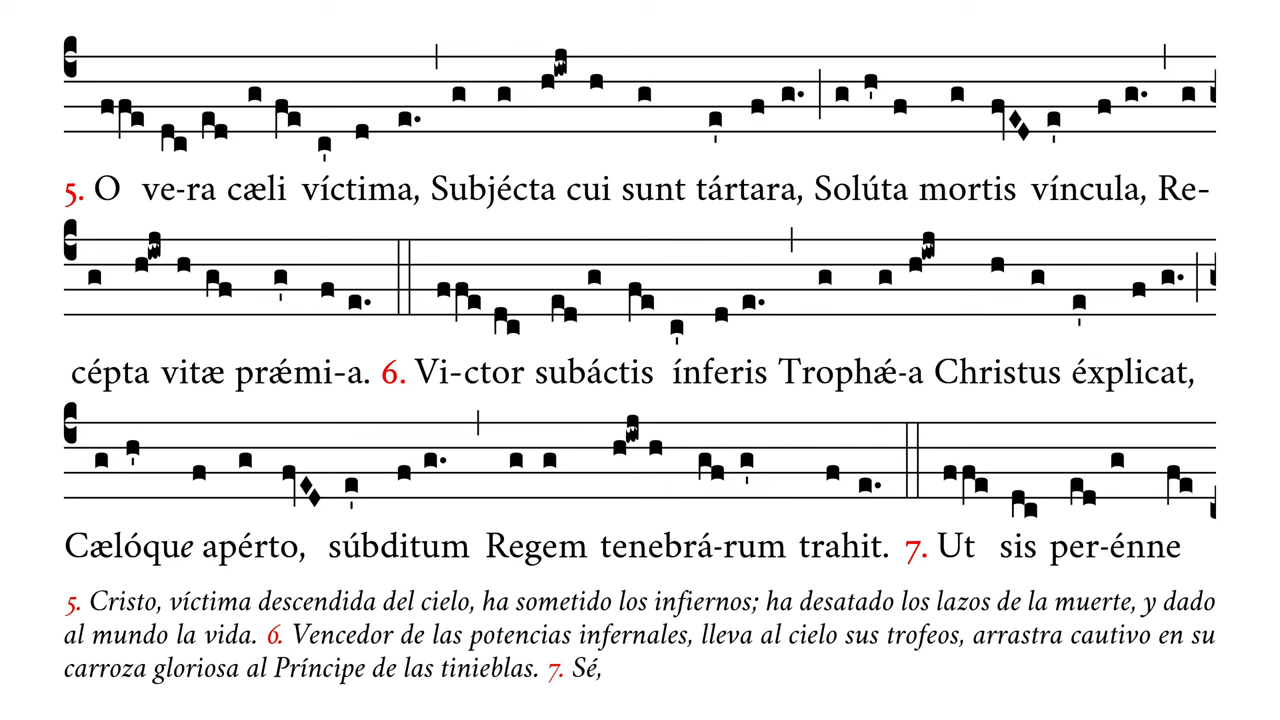 5. O ve-ra cæli víctima, Subjécta cui sunt tártara, Solúta mortis víncula, Re-
cépta vitæ prǽmi-a. 6. Vi-ctor subáctis ínferis Trophǽ-a Christus éxplicat,
Cælóque apérto, súbditum Regem tenebrá-rum trahit. 7. Ut sis per-énne
5. Cristo, víctima descendida del cielo, ha sometido los infiernos; ha desatado los lazos de la muerte, y dado
al mundo la vida. 6. Vencedor de las potencias infernales, lleva al cielo sus trofeos, arrastra cautivo en su
carroza gloriosa al Príncipe de las tinieblas. 7. Sé,